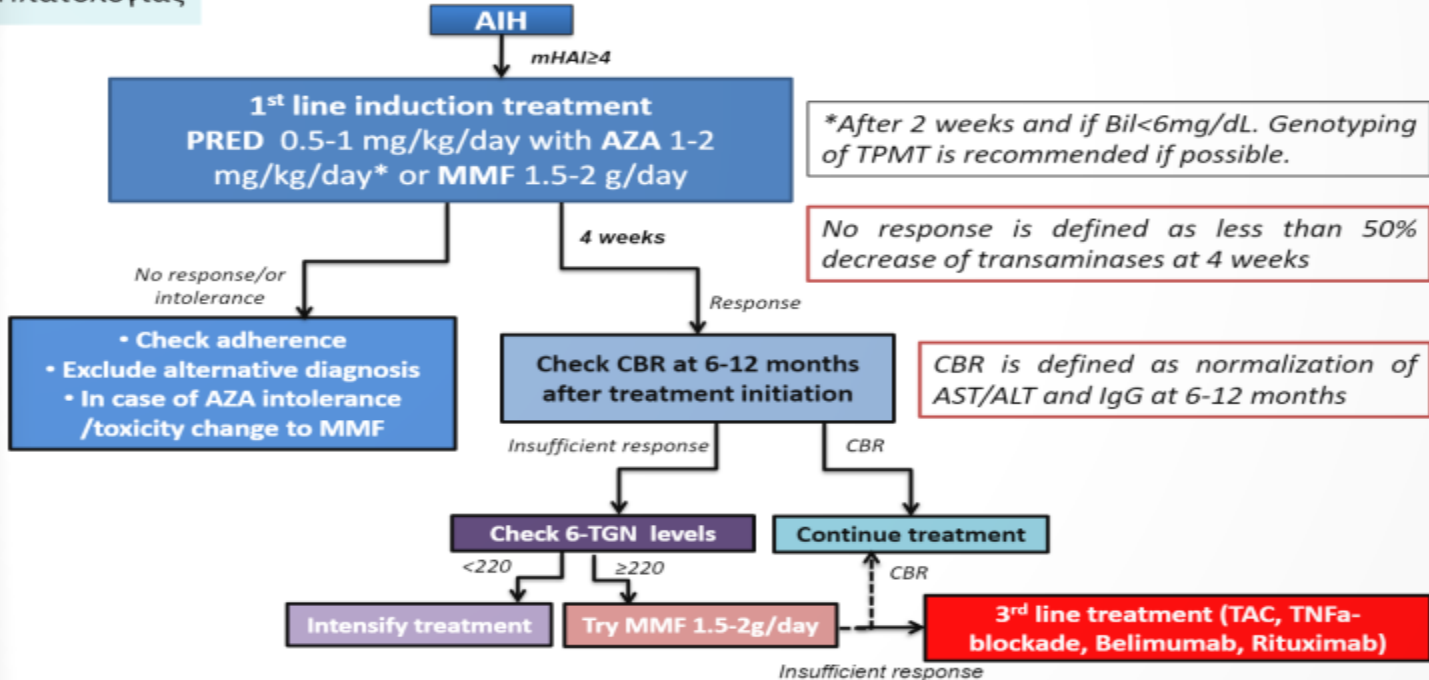 AIH
mHAI≥4
1st line induction treatment
PRED 0.5-1 mg/kg/day with AZA 1-2
mg/kg/day* or MMF 1.5-2 g/day
*After 2 weeks and if Bil<6mg/dL. Genotyping
of TPMT is recommended if possible.
4 weeks
No response is defined as less than 50%
decrease of transaminases at 4 weeks
No response/or
intolerance
Response
• Check adherence
• Exclude alternative diagnosis
• In case of AZA intolerance
/toxicity change to MMF
Check CBR at 6-12 months
after treatment initiation
CBR is defined as normalization of
AST/ALT and IgG at 6-12 months
Insufficient response
CBR
Check 6-TGN levels
Continue treatment
<220
≥220
CBR
Intensify treatment
Try MMF 1.5-2g/day
3rd line treatment (TAC, TNFa-
blockade, Belimumab, Rituximab)
Insufficient response